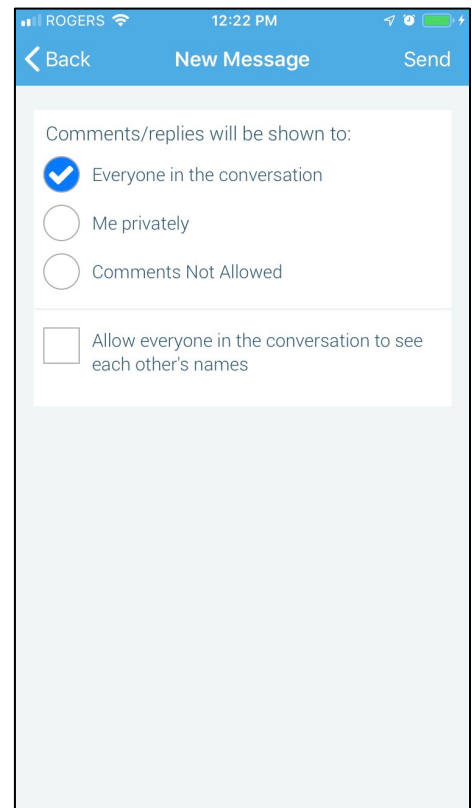 ROGERS 12:22 PM
Back New Message Send
Comments/replies will be shown to:
Everyone in the conversation
Me privately
Comments Not Allowed
Allow everyone in the conversation to see
each other's names